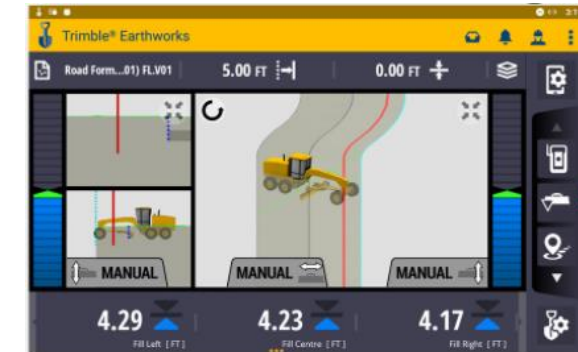 Trimble® Earthworks
Road Form...01) FL.V01
5.00 FT
0.00 FT
MANUAL
MANUAL
MANUAL
4.29
4.23
4.17
Fill Left [FT]
Fill Centre [FT]
Fill Right [FT]